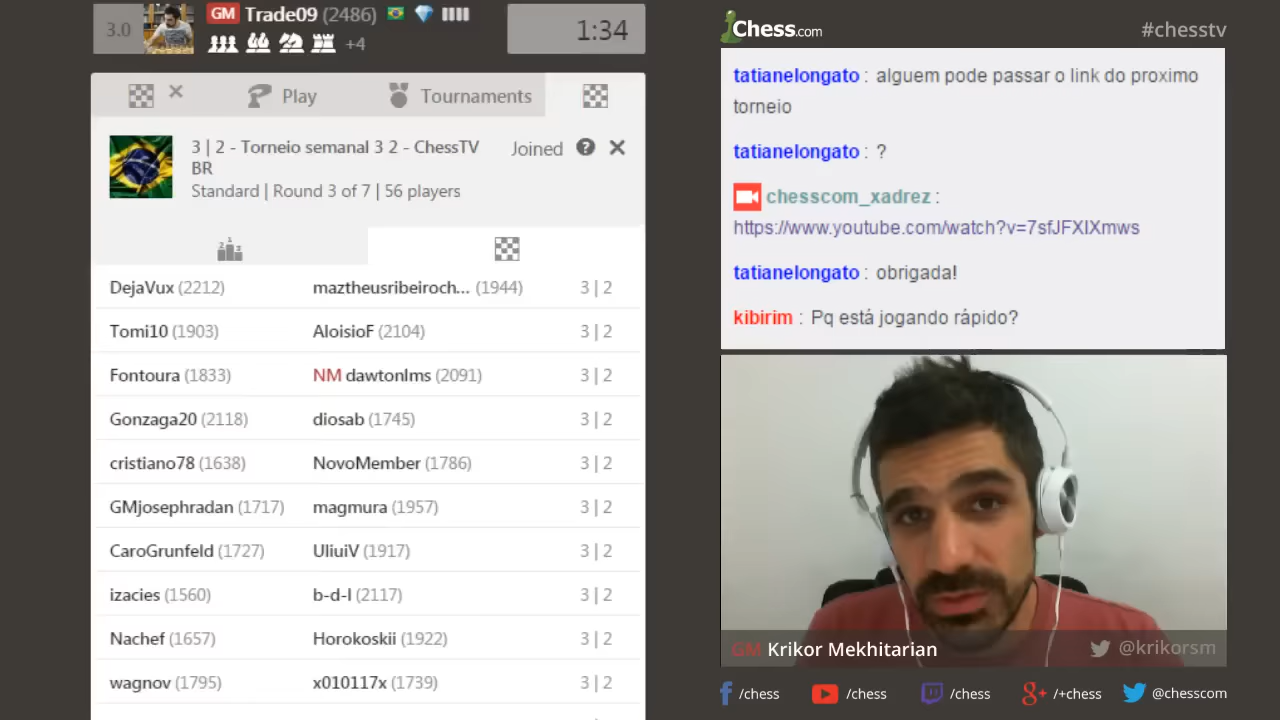 3.0
GM Trade09 (2486)
+4
1:34
Play
Tournaments
3 | 2 - Torneio semanal 3 2 - ChessTV
BR
Joined
Standard | Round 3 of 7 | 56 players
DejaVux (2212) maztheusribeiroch... (1944) 3 | 2
Tomi10 (1903) AloisioF (2104) 3 | 2
Fontoura (1833) NM dawtonlms (2091) 3 | 2
Gonzaga20 (2118) diosab (1745) 3 | 2
cristiano78 (1638) NovoMember (1786) 3 | 2
GMjosephradan (1717) magmura (1957) 3 | 2
CaroGrunfeld (1727) UliuiV (1917) 3 | 2
izacies (1560) b-d-l (2117) 3 | 2
Nachef (1657) Horokoskii (1922) 3 | 2
wagnov (1795) x010117x (1739) 3 | 2
Chess.com
#chesstv
tatianelongato : alguem pode passar o link do proximo
torneio
tatianelongato : ?
chesscom_xadrez :
https://www.youtube.com/watch?v=7sfJFXIXmws
tatianelongato : obrigada!
kibirim : Pq está jogando rápido?
GM Krikor Mekhitarian
@krikorsm
/chess
/chess
/chess
/+chess
@chesscom